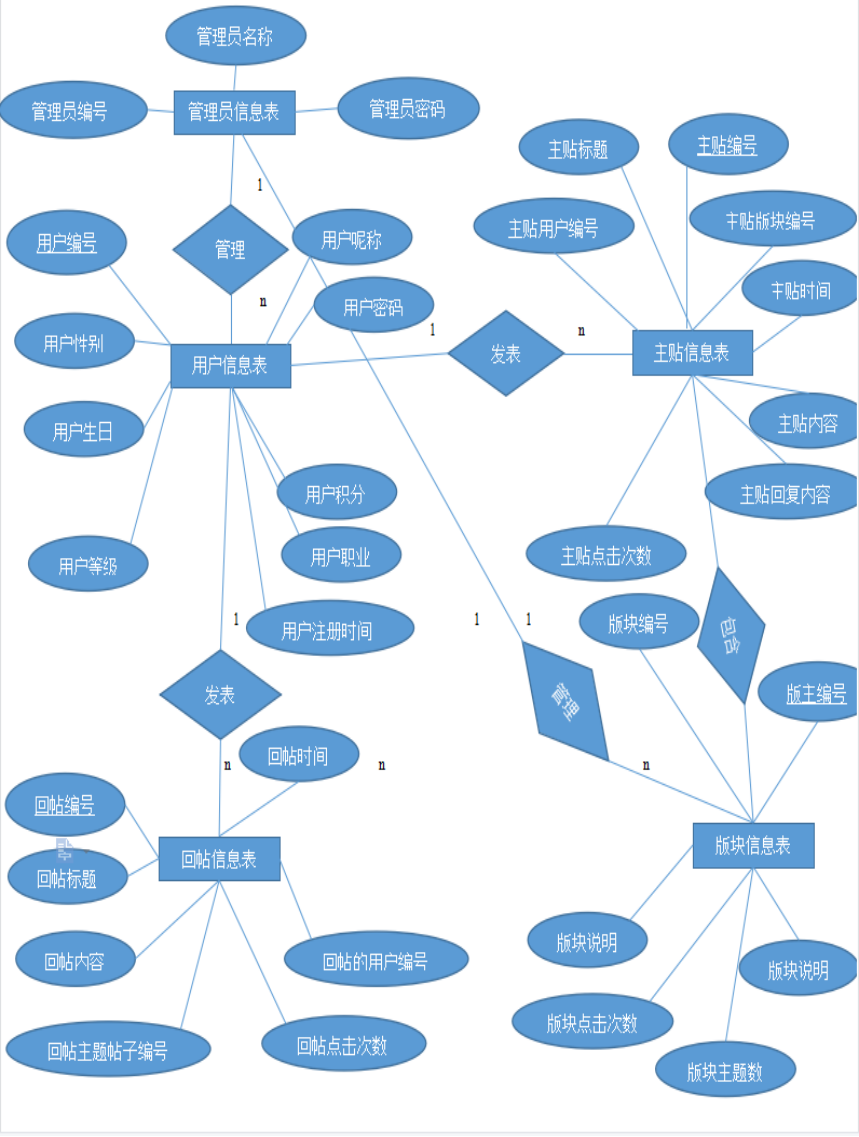 管理员名称
管理员编号
管理员信息表
管理员密码
主贴标题
主贴编号
1
用户编号
管理
用户昵称
主贴用户编号
主贴版块编号
n
用户密码
主贴时间
用户性别
用户信息表
1
发表
n
主贴信息表
用户生日
主贴内容
用户积分
主贴回复内容
用户等级
用户职业
主贴点击次数
1
用户注册时间
1
1
版块编号
包含
发表
管理
版主编号
n
回帖时间
n
n
回帖编号
回帖信息表
版块信息表
回帖标题
回帖内容
回帖的用户编号
版块说明
版块说明
回帖主题帖子编号
回帖点击次数
版块点击次数
版块主题数